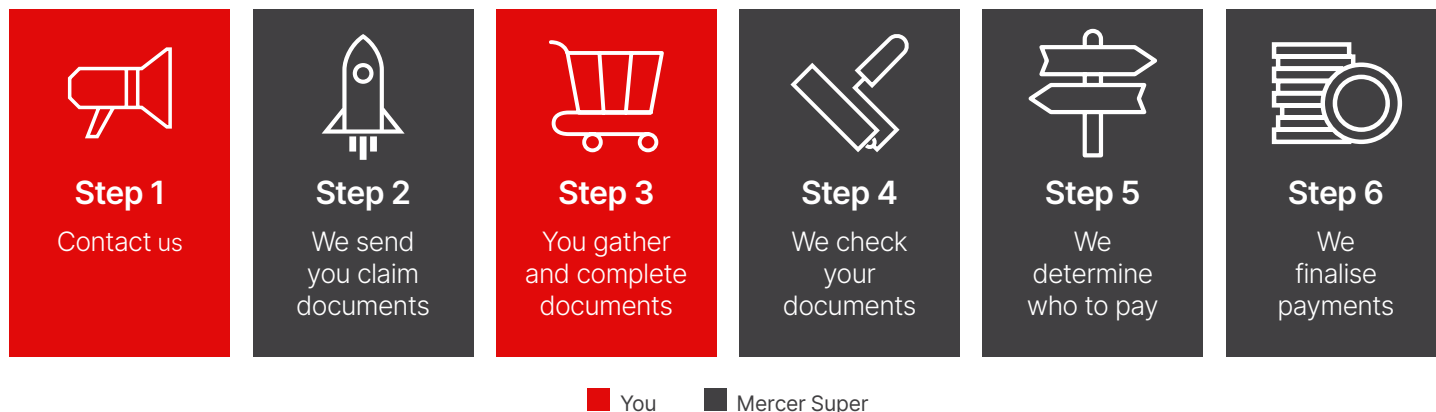 Step 1
Contact us
Step 2
We send
you claim
documents
Step 3
You gather
and complete
documents
Step 4
We check
your
documents
Step 5
We
determine
who to pay
Step 6
We
finalise
payments
You
Mercer Super